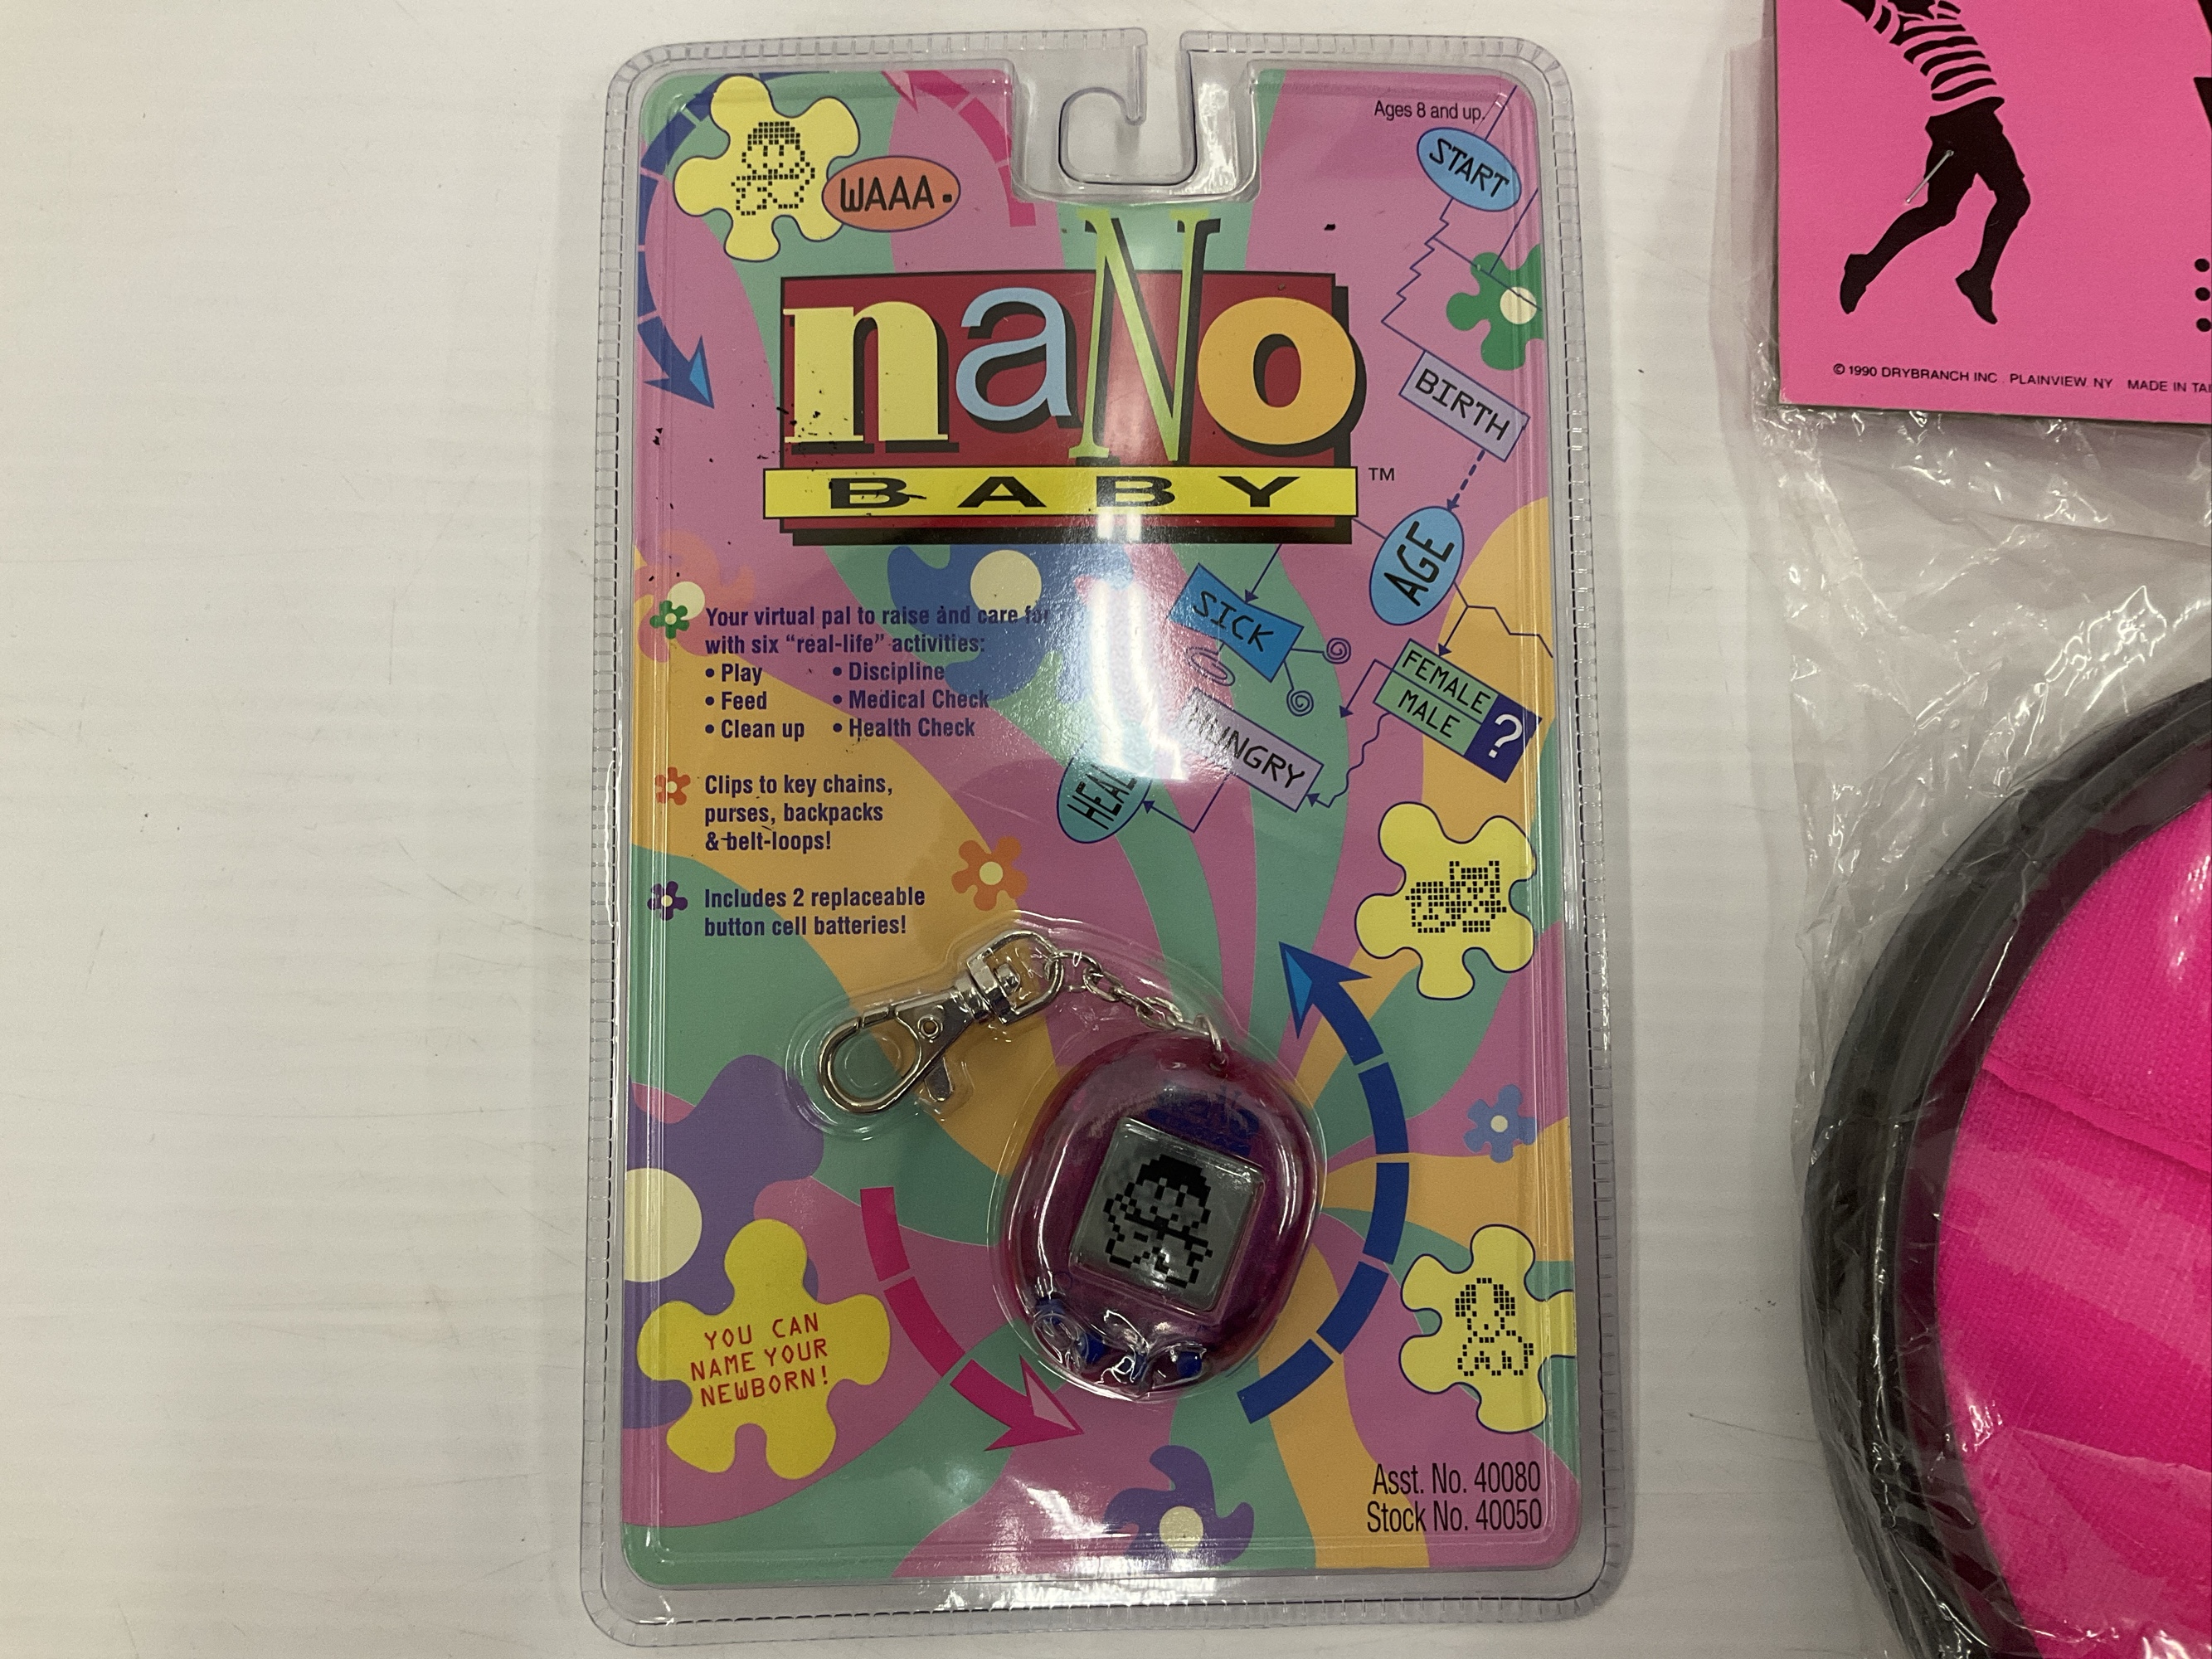 Ages 8 and up.
START
WAAA.
naNo
BABY™
BIRTH
AGE
SICK
FEMALE
MALE
?
HUNGRY
Your virtual pal to raise and care for
with six “real-life” activities:
• Play
• Feed
• Clean up
• Discipline
• Medical Check
• Health Check
Clips to key chains,
purses, backpacks
& belt-loops!
Includes 2 replaceable
button cell batteries!
YOU CAN
NAME YOUR
NEWBORN!
Asst. No. 40080
Stock No. 40050
© 1990 DRYBRANCH INC. PLAINVIEW. NY MADE IN